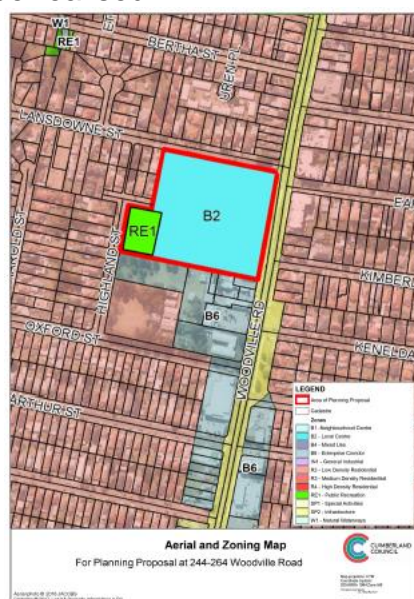 W1
RE1
BERTHA ST
UREN PL
LANSDOWNE ST
B2
RE1
HIGHLAND ST
KIMBER
B6
WOODVILLE RD
OXFORD ST
KENELDA
ARTHUR ST
B6
LEGEND
Area of Planning Proposal
Cadastre
Zones
B1 - Neighbourhood Centre
B2 - Local Centre
B4 - Mixed Use
B6 - Enterprise Corridor
IN1 - General Industrial
R2 - Low Density Residential
R3 - Medium Density Residential
R4 - High Density Residential
RE1 - Public Recreation
SP1 - Special Activities
SP2 - Infrastructure
W1 - Natural Waterways
Aerial and Zoning Map
For Planning Proposal at 244-264 Woodville Road
CUMBERLAND
COUNCIL